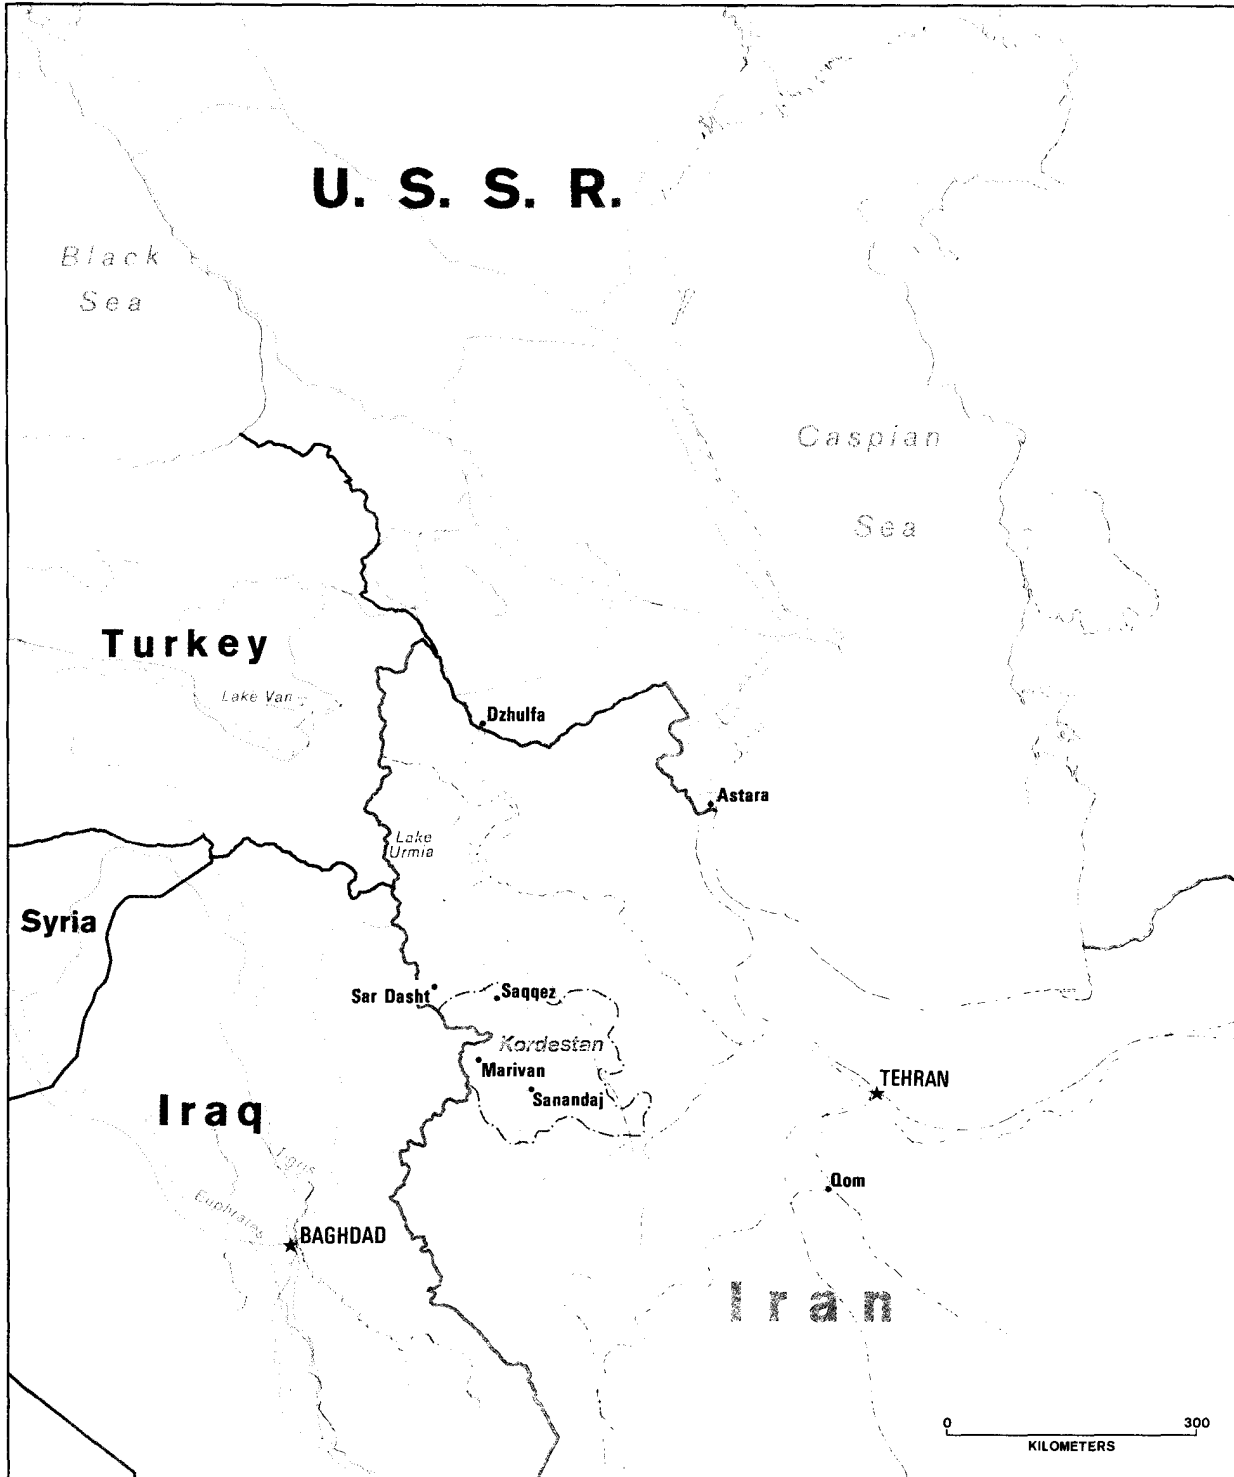 U. S. S. R.
Black
Sea
Caspian
Sea
Turkey
Lake Van
Dzhulfa
Astara
Lake
Urmia
Syria
Sar Dasht
Saqqez
Kordestan
Marivan
TEHRAN
Sanandaj
Iraq
Tigris
Qom
Euphrates
BAGHDAD
Iran
0 300
KILOMETERS